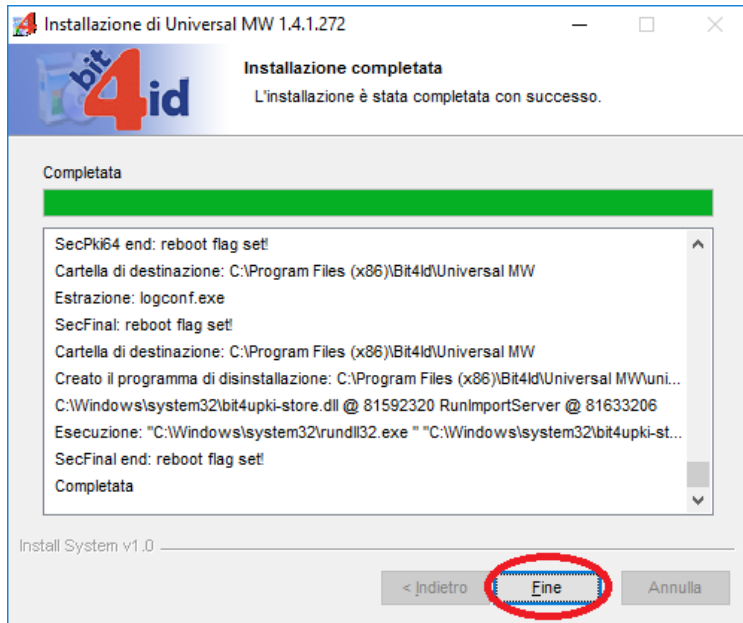 Installazione di Universal MW 1.4.1.272
bit
4id
Installazione completata
L'installazione è stata completata con successo.
Completata
SecPki64 end: reboot flag set!
Cartella di destinazione: C:\Program Files (x86)\Bit4Id\Universal MW
Estrazione: logconf.exe
SecFinal: reboot flag set!
Cartella di destinazione: C:\Program Files (x86)\Bit4Id\Universal MW
Creato il programma di disinstallazione: C:\Program Files (x86)\Bit4Id\Universal MW\uni...
C:\Windows\system32\bit4upki-store.dll @ 81592320 RunImportServer @ 81633206
Esecuzione: "C:\Windows\system32\rundll32.exe " "C:\Windows\system32\bit4upki-st...
SecFinal end: reboot flag set!
Completata
Install System v1.0
< Indietro
Fine
Annulla